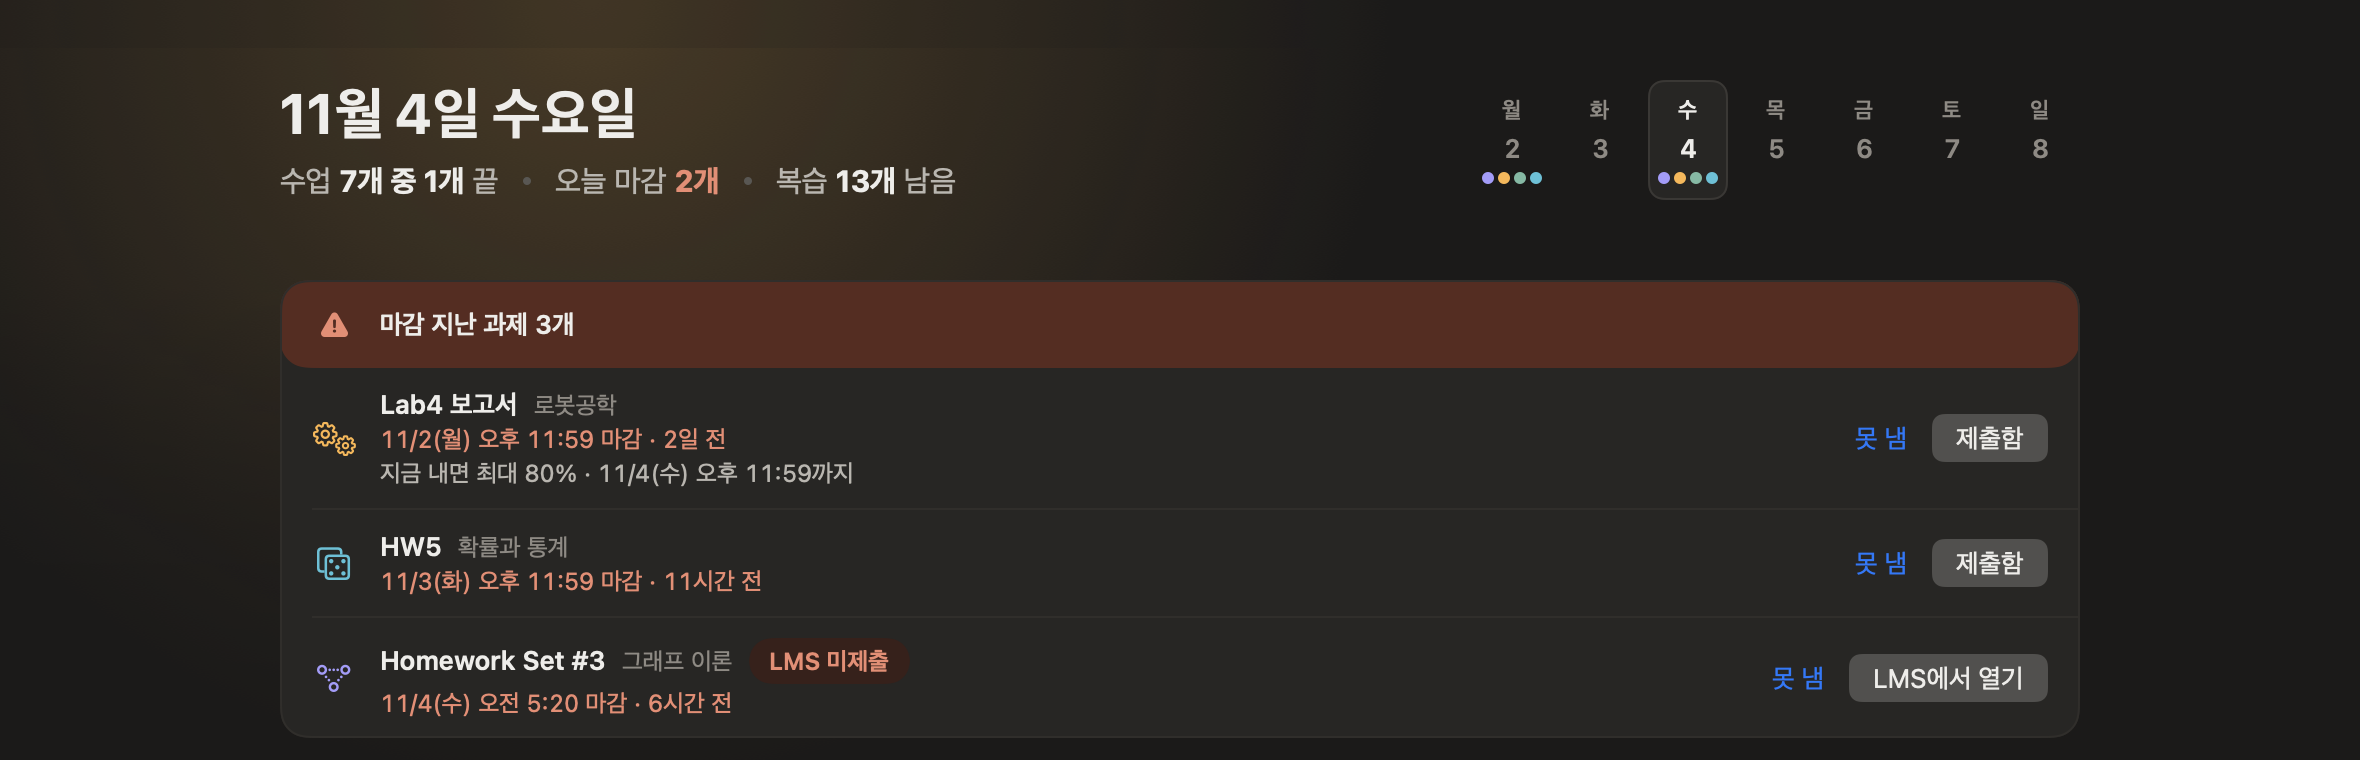 11월 4일 수요일
수업 7개 중 1개 끝 • 오늘 마감 2개 • 복습 13개 남음
월 화 수 목 금 토 일
2 3 4 5 6 7 8
마감 지난 과제 3개
Lab4 보고서 로봇공학
11/2(월) 오후 11:59 마감 · 2일 전
지금 내면 최대 80% · 11/4(수) 오후 11:59까지
못 냄 제출함
HW5 확률과 통계
11/3(화) 오후 11:59 마감 · 11시간 전
못 냄 제출함
Homework Set #3 그래프 이론 LMS 미제출
11/4(수) 오전 5:20 마감 · 6시간 전
못 냄 LMS에서 열기